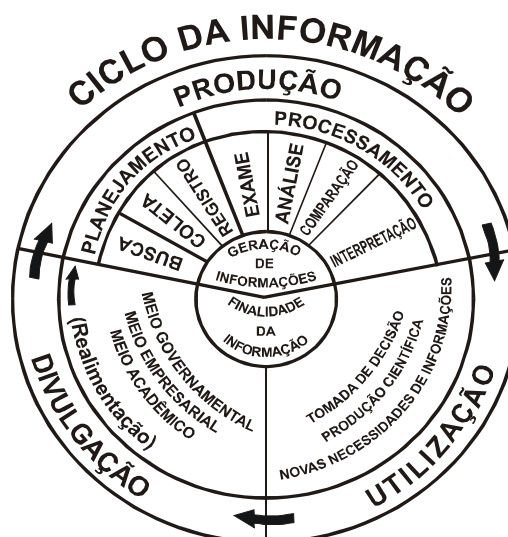 CICLO DA INFORMAÇÃO
PRODUÇÃO
PLANEJAMENTO
PROCESSAMENTO
BUSCA
COLETA
REGISTRO
EXAME
ANÁLISE
COMPARAÇÃO
INTERPRETAÇÃO
GERAÇÃO
DE
INFORMAÇÕES
FINALIDADE
DA
INFORMAÇÃO
MEIO GOVERNAMENTAL
MEIO EMPRESARIAL
MEIO ACADÊMICO
(Realimentação)
DIVULGAÇÃO
TOMADA DE DECISÃO
PRODUÇÃO CIENTÍFICA
NOVAS NECESSIDADES DE INFORMAÇÕES
UTILIZAÇÃO